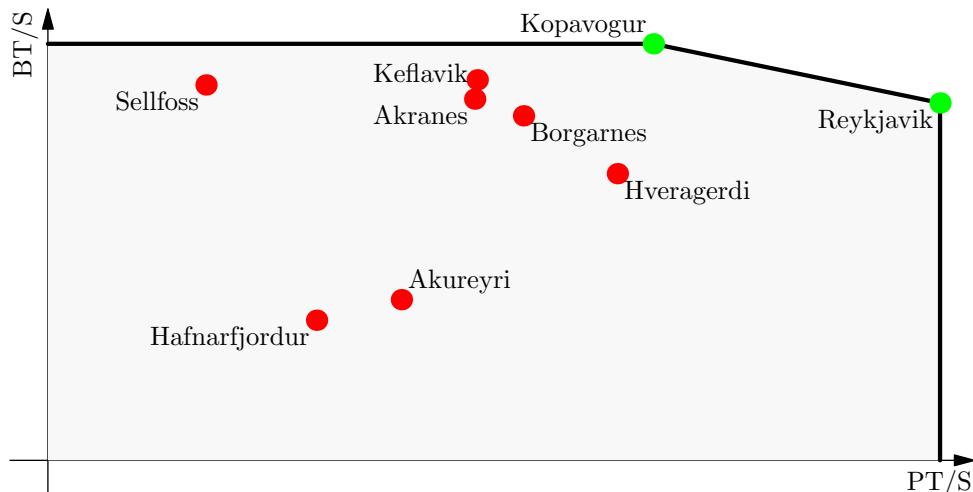 BT/S
Kopavogur
Keflavik
Sellfoss
Akranes
Reykjavik
Borgarnes
Hveragerdi
Akureyri
Hafnarfjordur
PT/S